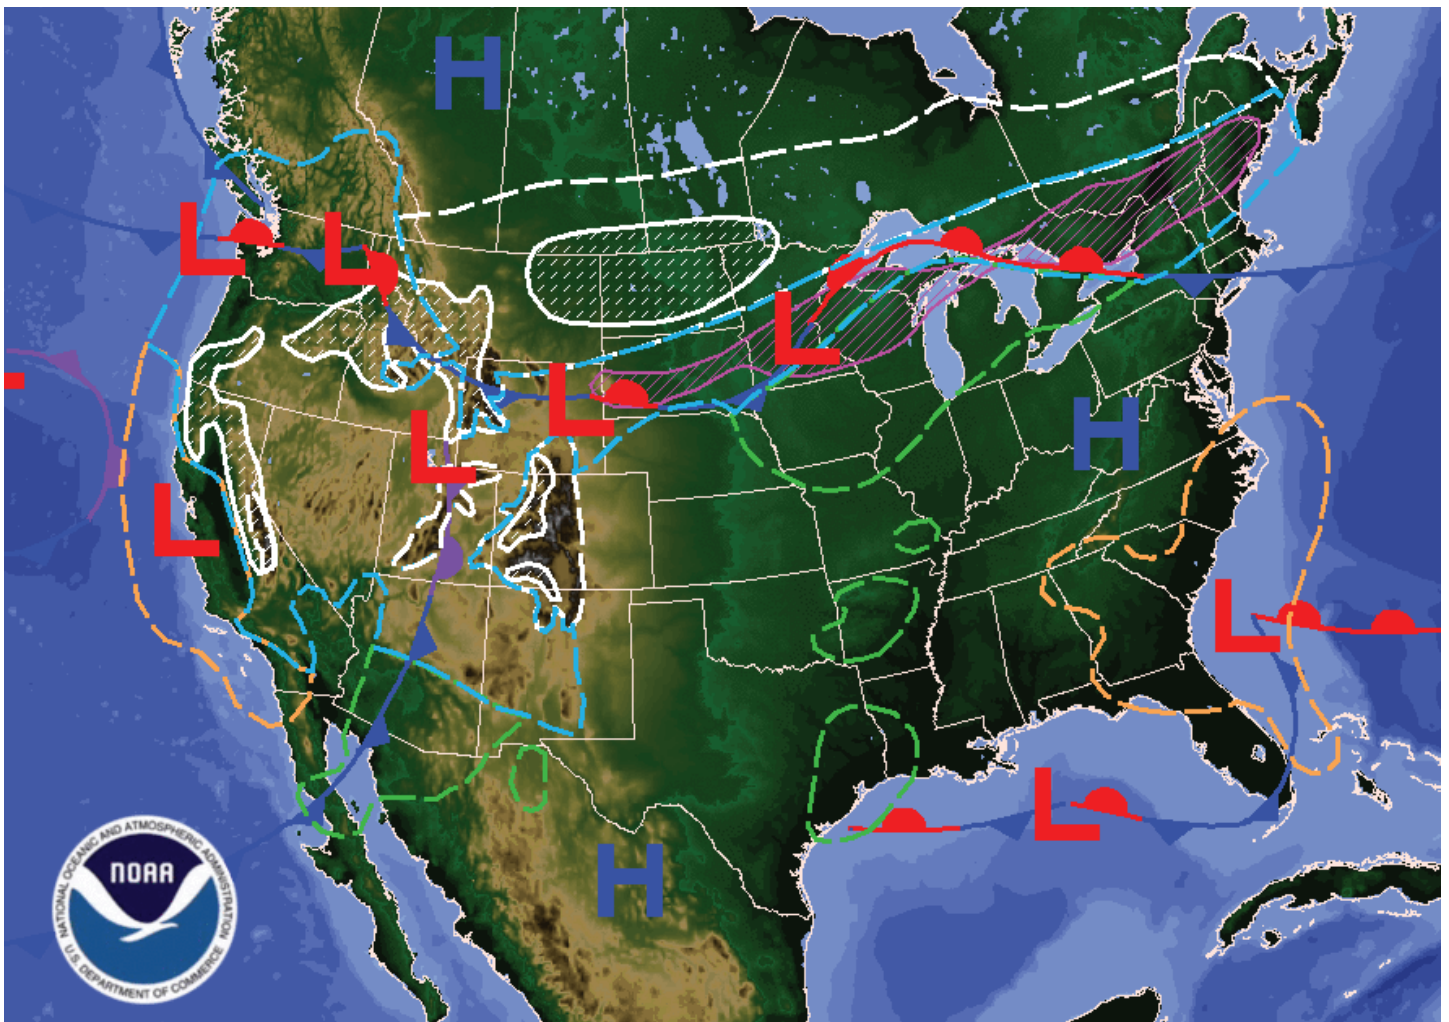 H
L
L
L
L
L
H
L
L
L
L
H
NOAA
NATIONAL OCEANIC AND ATMOSPHERIC ADMINISTRATION
U.S. DEPARTMENT OF COMMERCE